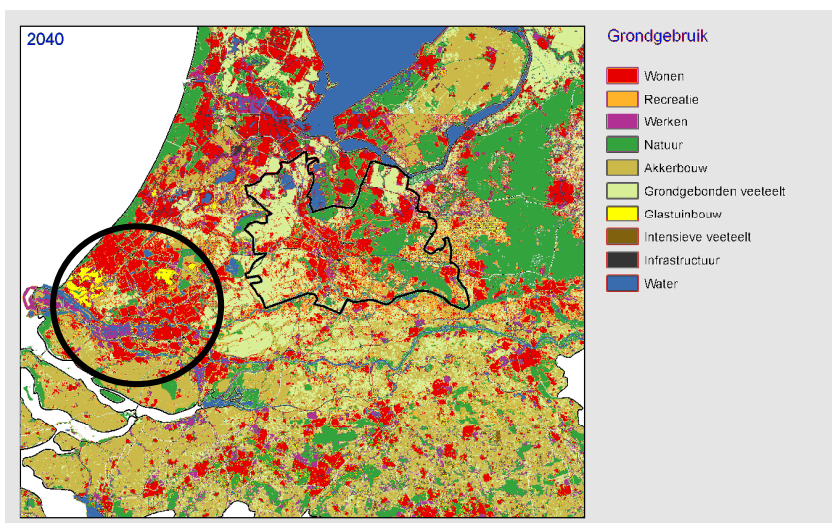 2040
Grondgebruik
Wonen
Recreatie
Werken
Natuur
Akkerbouw
Grondgebonden veeteelt
Glastuinbouw
Intensieve veeteelt
Infrastructuur
Water